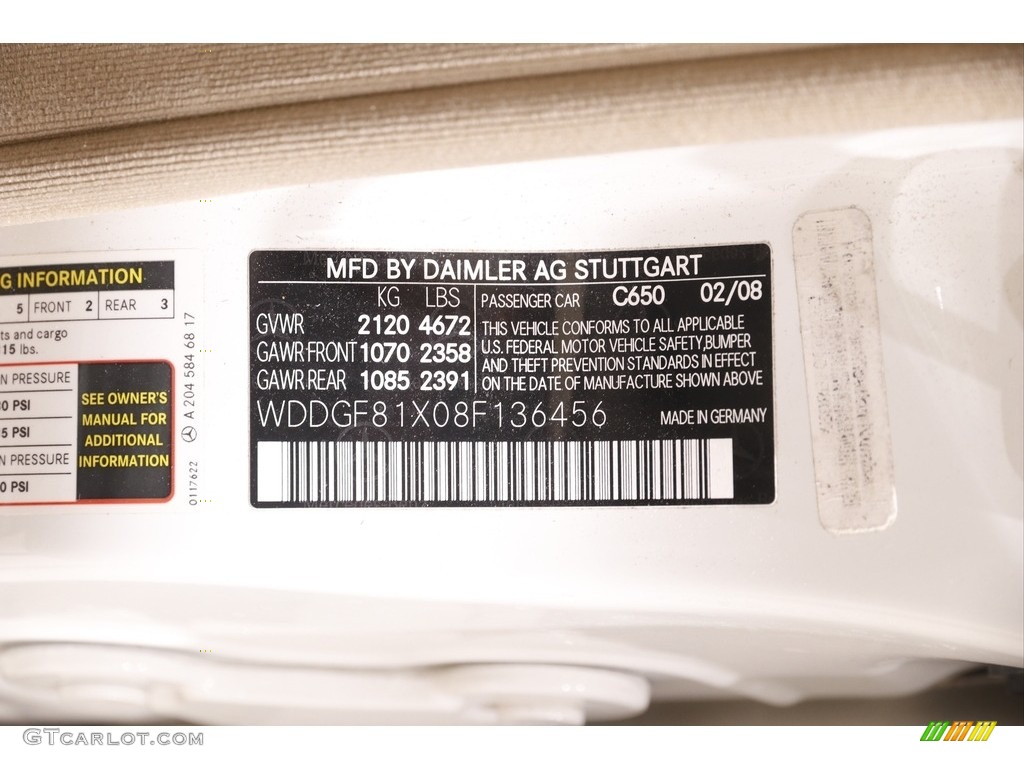 G INFORMATION
5 FRONT 2 REAR 3
ts and cargo
115 lbs.
N PRESSURE
0 PSI
5 PSI
N PRESSURE
0 PSI
SEE OWNER'S
MANUAL FOR
ADDITIONAL
INFORMATION
0117622 A 204 584 68 17
MFD BY DAIMLER AG STUTTGART
KG LBS
GVWR 2120 4672
GAWR FRONT 1070 2358
GAWR REAR 1085 2391
PASSENGER CAR C650 02/08
THIS VEHICLE CONFORMS TO ALL APPLICABLE
U.S. FEDERAL MOTOR VEHICLE SAFETY,BUMPER
AND THEFT PREVENTION STANDARDS IN EFFECT
ON THE DATE OF MANUFACTURE SHOWN ABOVE
WDDGF81X08F136456 MADE IN GERMANY
GTCARLOT.COM